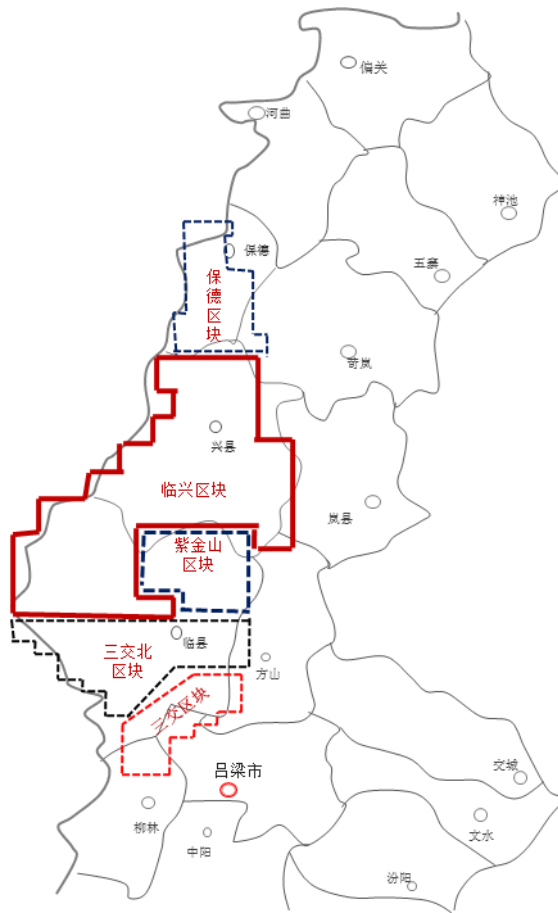 偏关
河曲
神池
保德
五寨
保
德
区
块
苛岚
兴县
临兴区块
岚县
紫金山
区块
临县
三交北
区块
方山
三交区块
吕梁市
交城
柳林
文水
中阳
汾阳